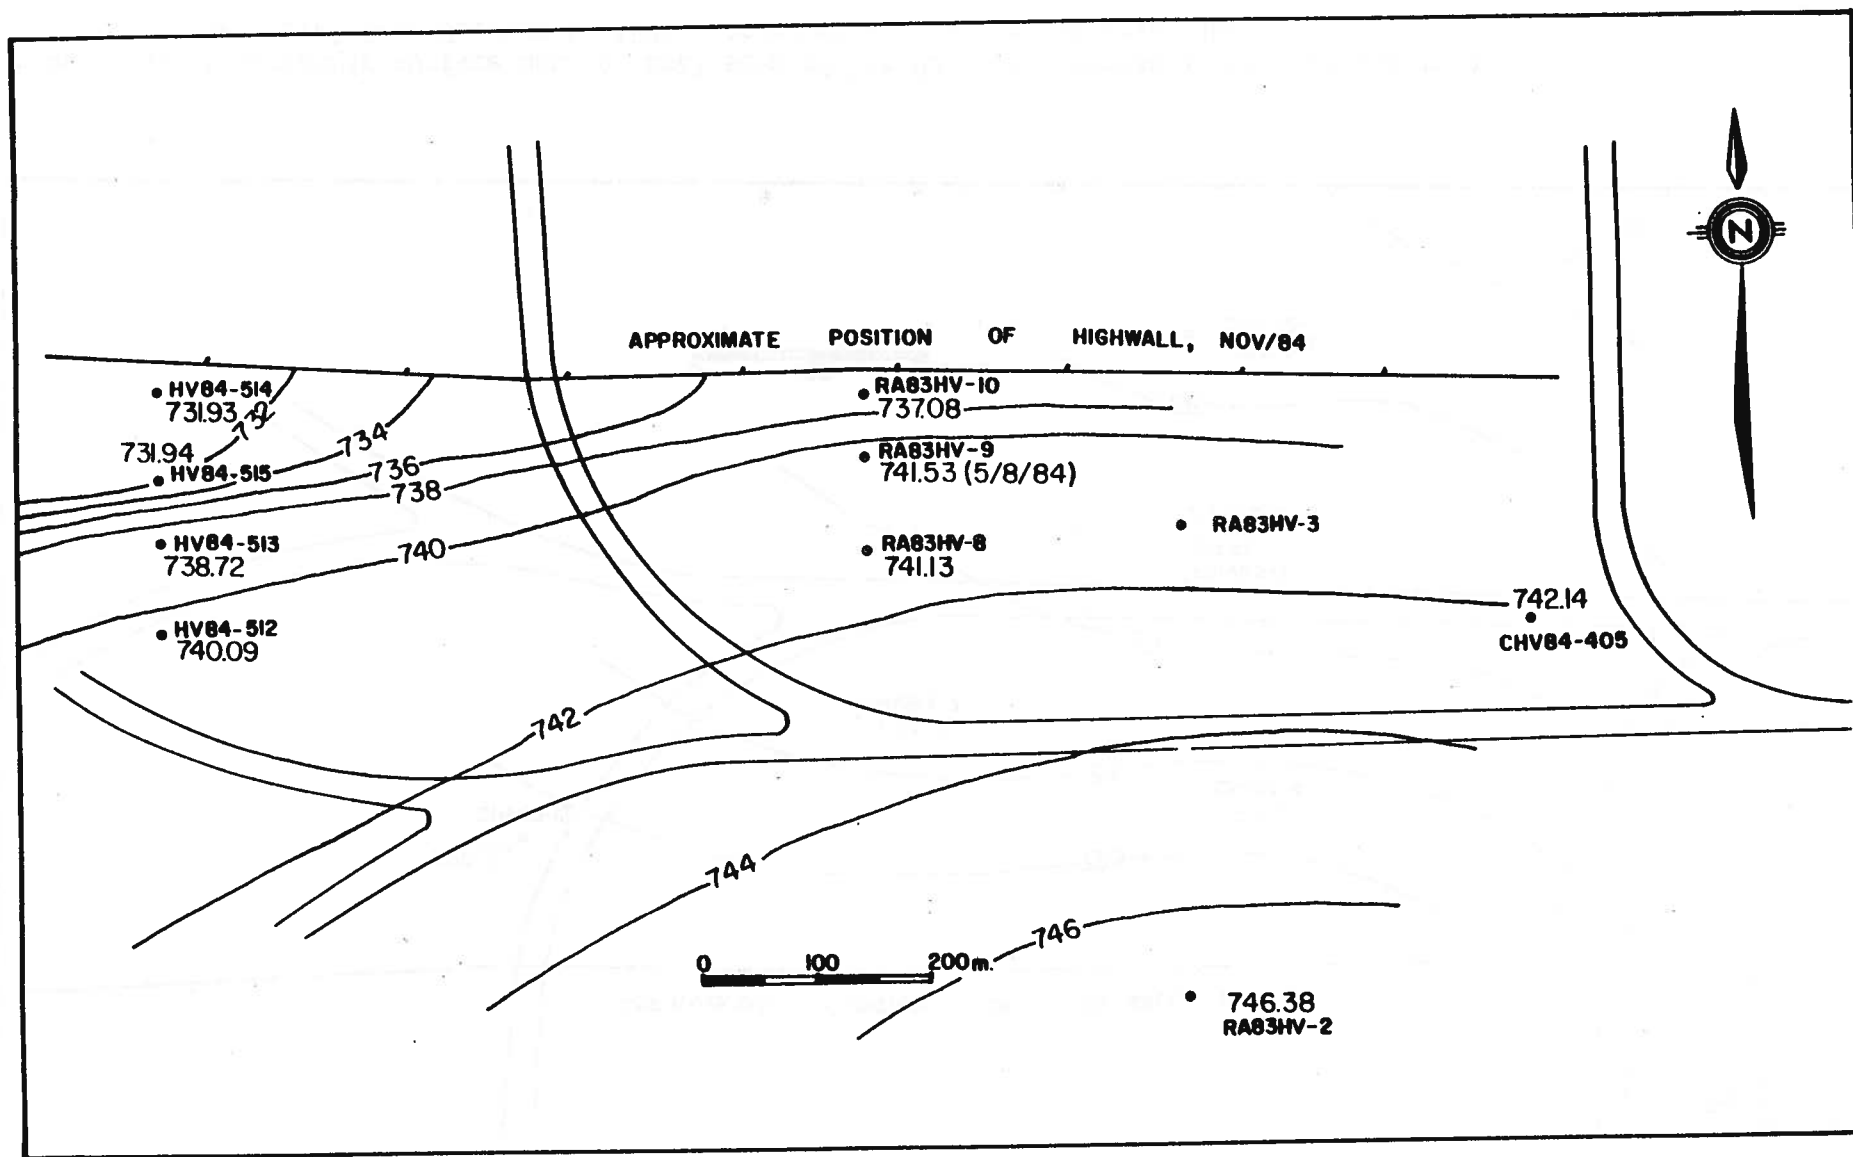 N
APPROXIMATE POSITION OF HIGHWALL, NOV/84
HV84-514
731.93
732
731.94
HV84-515
734
736
738
RA83HV-10
737.08
RA83HV-9
741.53 (5/8/84)
RA83HV-3
HV84-513
738.72
740
RA83HV-8
741.13
742.14
CHV84-405
HV84-512
740.09
742
744
746
0 100 200m.
746.38
RA83HV-2